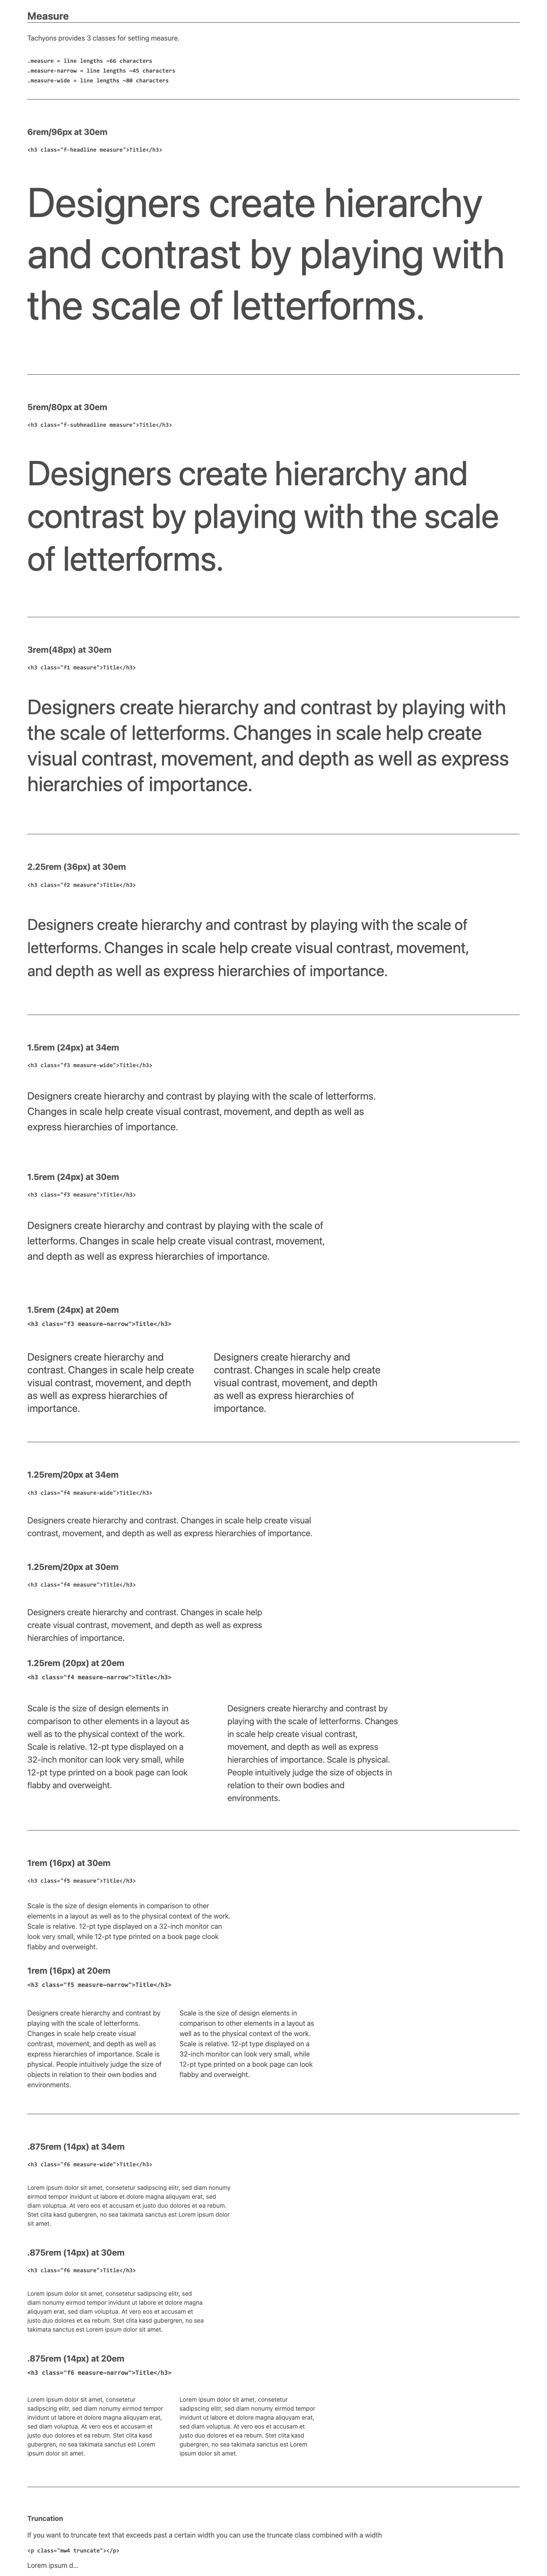 Measure
Tachyons provides 3 classes for setting measure.
.measure = line lengths ~66 characters
.measure-narrow = line lengths ~45 characters
.measure-wide = line lengths ~80 characters
6rem/96px at 30em
<h3 class="f-headline measure">Title</h3>
Designers create hierarchy
and contrast by playing with
the scale of letterforms.
5rem/80px at 30em
<h3 class="f-subheadline measure">Title</h3>
Designers create hierarchy and
contrast by playing with the scale
of letterforms.
3rem(48px) at 30em
<h3 class="f1 measure">Title</h3>
Designers create hierarchy and contrast by playing with
the scale of letterforms. Changes in scale help create
visual contrast, movement, and depth as well as express
hierarchies of importance.
2.25rem (36px) at 30em
<h3 class="f2 measure">Title</h3>
Designers create hierarchy and contrast by playing with the scale of
letterforms. Changes in scale help create visual contrast, movement,
and depth as well as express hierarchies of importance.
1.5rem (24px) at 34em
<h3 class="f3 measure-wide">Title</h3>
Designers create hierarchy and contrast by playing with the scale of letterforms.
Changes in scale help create visual contrast, movement, and depth as well as
express hierarchies of importance.
1.5rem (24px) at 30em
<h3 class="f3 measure">Title</h3>
Designers create hierarchy and contrast by playing with the scale of
letterforms. Changes in scale help create visual contrast, movement,
and depth as well as express hierarchies of importance.
1.5rem (24px) at 20em
<h3 class="f3 measure-narrow">Title</h3>
Designers create hierarchy and
contrast. Changes in scale help create
visual contrast, movement, and depth
as well as express hierarchies of
importance.
Designers create hierarchy and
contrast. Changes in scale help create
visual contrast, movement, and depth
as well as express hierarchies of
importance.
1.25rem/20px at 34em
<h3 class="f4 measure-wide">Title</h3>
Designers create hierarchy and contrast. Changes in scale help create visual
contrast, movement, and depth as well as express hierarchies of importance.
1.25rem/20px at 30em
<h3 class="f4 measure">Title</h3>
Designers create hierarchy and contrast. Changes in scale help
create visual contrast, movement, and depth as well as express
hierarchies of importance.
1.25rem (20px) at 20em
<h3 class="f4 measure-narrow">Title</h3>
Scale is the size of design elements in
comparison to other elements in a layout as
well as to the physical context of the work.
Scale is relative. 12-pt type displayed on a
32-inch monitor can look very small, while
12-pt type printed on a book page can look
flabby and overweight.
Designers create hierarchy and contrast by
playing with the scale of letterforms. Changes
in scale help create visual contrast,
movement, and depth as well as express
hierarchies of importance. Scale is physical.
People intuitively judge the size of objects in
relation to their own bodies and
environments.
1rem (16px) at 30em
<h3 class="f5 measure">Title</h3>
Scale is the size of design elements in comparison to other
elements in a layout as well as to the physical context of the work.
Scale is relative. 12-pt type displayed on a 32-inch monitor can
look very small, while 12-pt type printed on a book page clook
flabby and overweight.
1rem (16px) at 20em
<h3 class="f5 measure-narrow">Title</h3>
Designers create hierarchy and contrast by
playing with the scale of letterforms.
Changes in scale help create visual
contrast, movement, and depth as well as
express hierarchies of importance. Scale is
physical. People intuitively judge the size of
objects in relation to their own bodies and
environments.
Scale is the size of design elements in
comparison to other elements in a layout as
well as to the physical context of the work.
Scale is relative. 12-pt type displayed on a
32-inch monitor can look very small, while
12-pt type printed on a book page can look
flabby and overweight.
.875rem (14px) at 34em
<h3 class="f6 measure-wide">Title</h3>
Lorem ipsum dolor sit amet, consetetur sadipscing elitr, sed diam nonumy
eirmod tempor invidunt ut labore et dolore magna aliquyam erat, sed
diam voluptua. At vero eos et accusam et justo duo dolores et ea rebum.
Stet clita kasd gubergren, no sea takimata sanctus est Lorem ipsum dolor
sit amet.
.875rem (14px) at 30em
<h3 class="f6 measure">Title</h3>
Lorem ipsum dolor sit amet, consetetur sadipscing elitr, sed
diam nonumy eirmod tempor invidunt ut labore et dolore magna
aliquyam erat, sed diam voluptua. At vero eos et accusam et
justo duo dolores et ea rebum. Stet clita kasd gubergren, no sea
takimata sanctus est Lorem ipsum dolor sit amet.
.875rem (14px) at 20em
<h3 class="f6 measure-narrow">Title</h3>
Lorem ipsum dolor sit amet, consetetur
sadipscing elitr, sed diam nonumy eirmod tempor
invidunt ut labore et dolore magna aliquyam erat,
sed diam voluptua. At vero eos et accusam et
justo duo dolores et ea rebum. Stet clita kasd
gubergren, no sea takimata sanctus est Lorem
ipsum dolor sit amet.
Lorem ipsum dolor sit amet, consetetur
sadipscing elitr, sed diam nonumy eirmod tempor
invidunt ut labore et dolore magna aliquyam erat,
sed diam voluptua. At vero eos et accusam et
justo duo dolores et ea rebum. Stet clita kasd
gubergren, no sea takimata sanctus est Lorem
ipsum dolor sit amet.
Truncation
If you want to truncate text that exceeds past a certain width you can use the truncate class combined with a width
<p class="mw4 truncate"></p>
Lorem ipsum d...